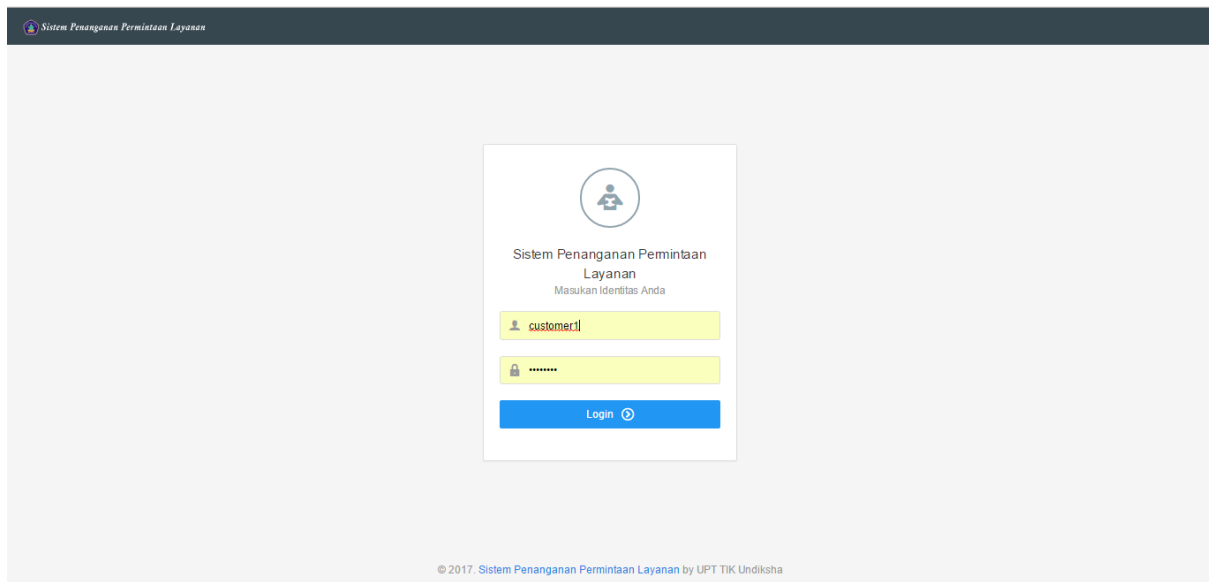 Sistem Penanganan Permintaan Layanan
Sistem Penanganan Permintaan
Layanan
Masukan Identitas Anda
customer1
••••••••
Login
© 2017. Sistem Penanganan Permintaan Layanan by UPT TIK Undiksha